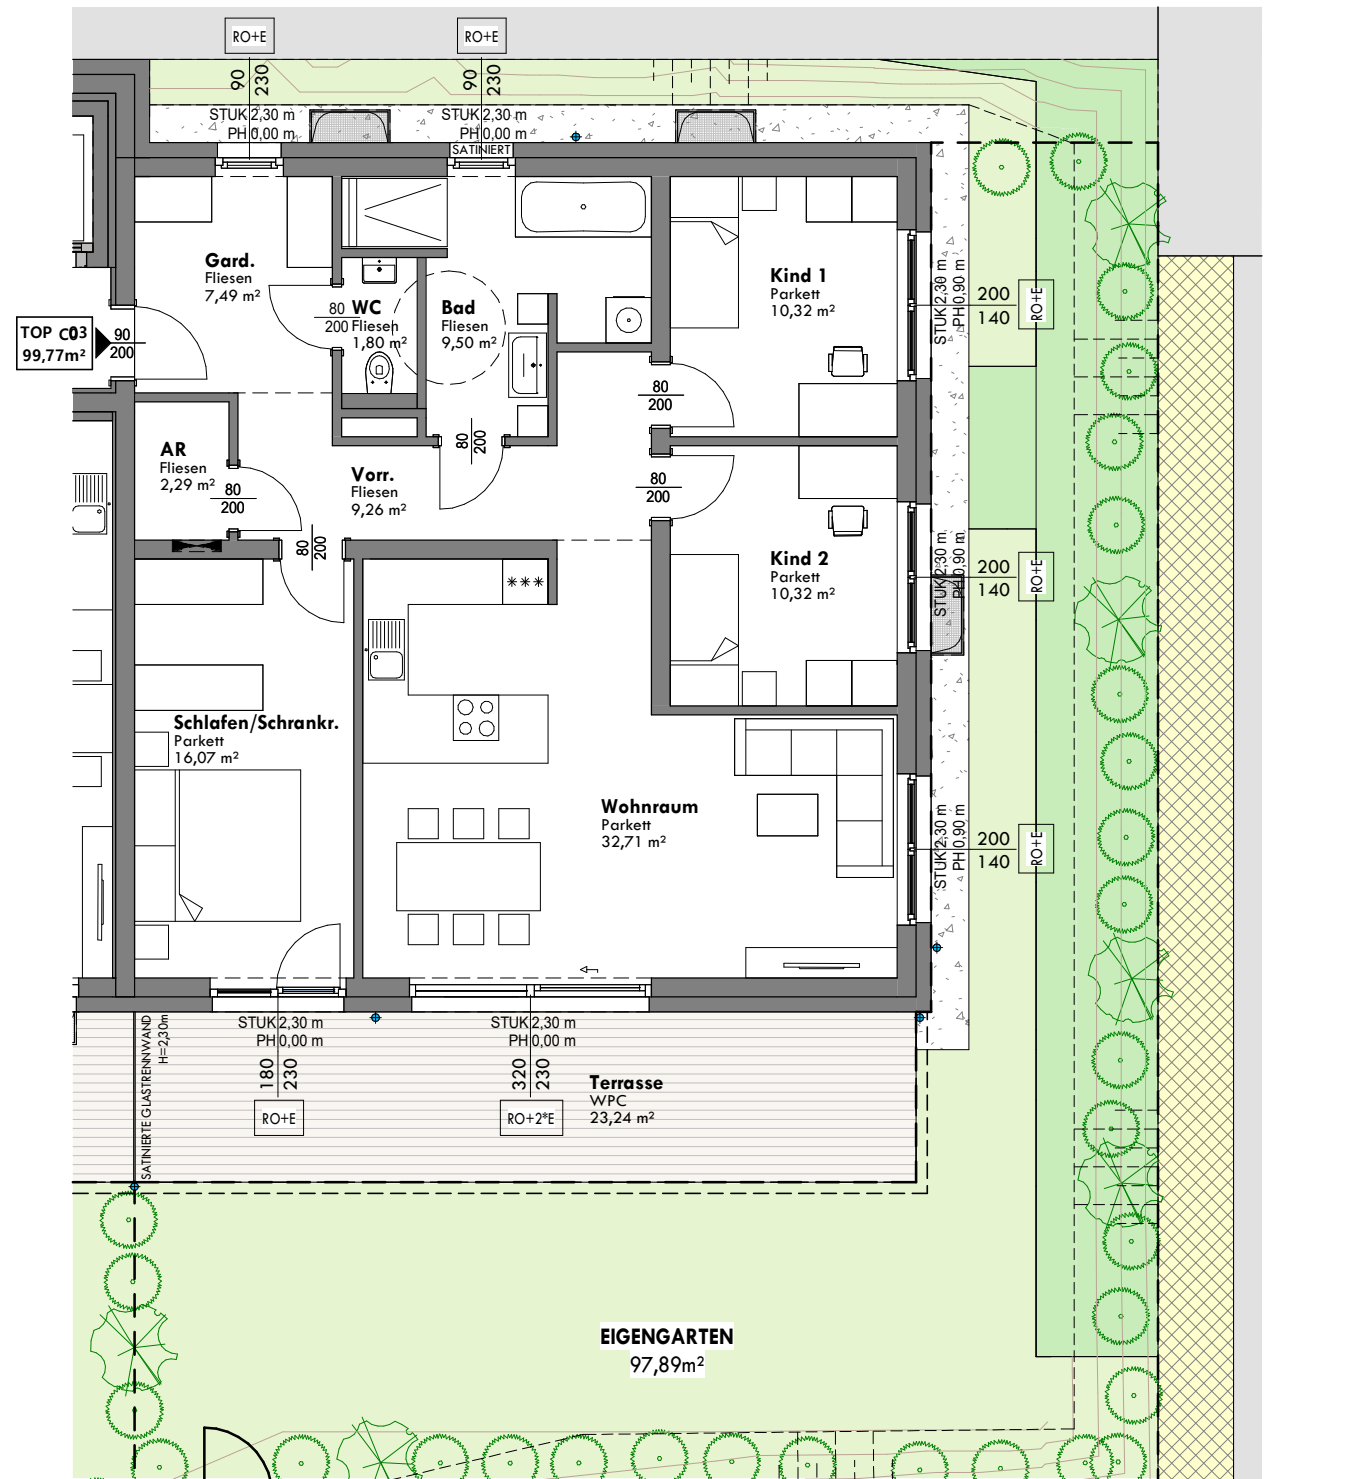 RO+E
RO+E
90
230
90
230
STUK 2,30 m
PH 0,00 m
STUK 2,30 m
PH 0,00 m
SATINIERT
Gard.
Fliesen
7,49 m²
80
200
WC
Fliesen
1,80 m²
Bad
Fliesen
9,50 m²
Kind 1
Parkett
10,32 m²
STUK 2,30 m
PH 0,90 m
200
140
RO+E
TOP C03
99,77m²
90
200
80
200
80
200
AR
Fliesen
2,29 m²
80
200
Vorr.
Fliesen
9,26 m²
80
200
80
200
Kind 2
Parkett
10,32 m²
STUK 2,30 m
PH 0,90 m
200
140
RO+E
***
Schlafen/Schrankr.
Parkett
16,07 m²
Wohnraum
Parkett
32,71 m²
STUK 2,30 m
PH 0,90 m
200
140
RO+E
SATINIERTE GLASTRENNWAND
H=2,30m
STUK 2,30 m
PH 0,00 m
180
230
RO+E
STUK 2,30 m
PH 0,00 m
320
230
RO+2*E
Terrasse
WPC
23,24 m²
EIGENGARTEN
97,89m²